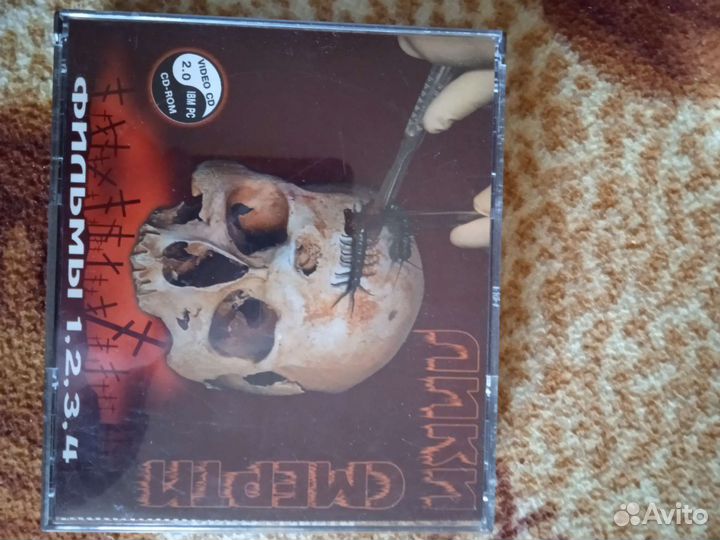 ЛИКИ
СМЕРТИ
VIDEO CD
2.0
IBM PC
CD-ROM
ФИЛЬМЫ 1.2.3.4
Avito